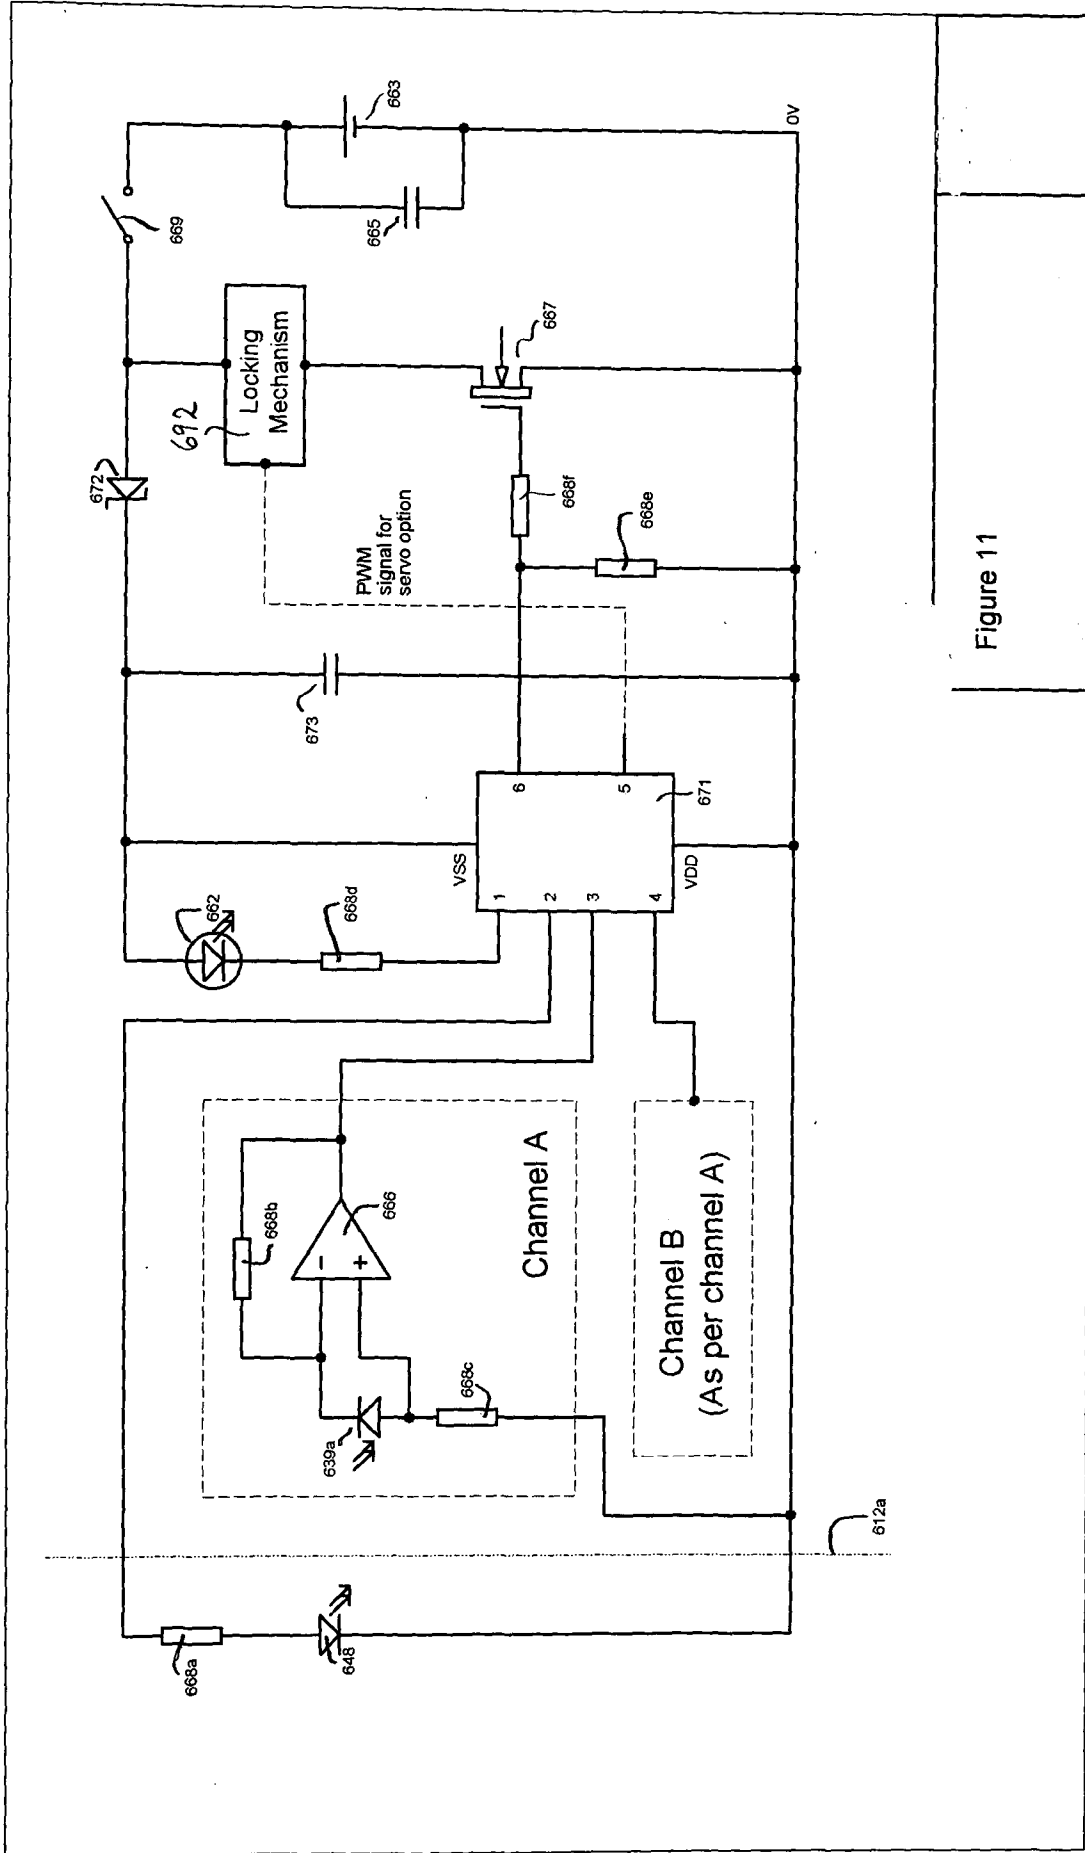 669
663
665
0V
672
692
Locking
Mechanism
667
PWM
signal for
servo option
668f
668e
673
662
668d
VSS
1
2
3
4
6
5
671
VDD
668b
666
639a
668c
Channel A
Channel B
(As per channel A)
668a
648
612a
Figure 11